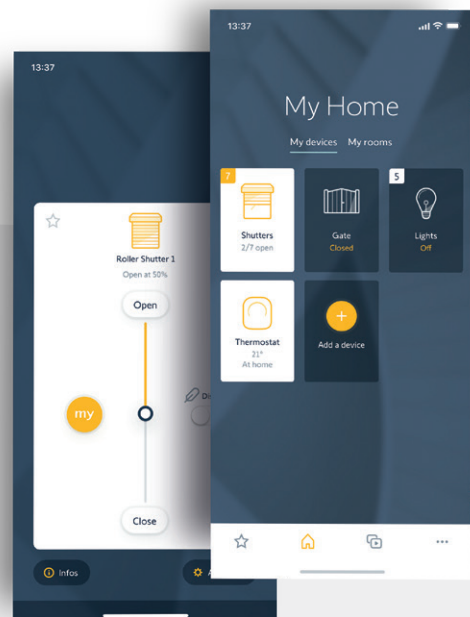 13:37
Roller Shutter 1
Open at 50%
Open
my
Close
Infos
13:37
My Home
My devices My rooms
7
Shutters
2/7 open
Gate
Closed
5
Lights
Off
Thermostat
21°
At home
Add a device